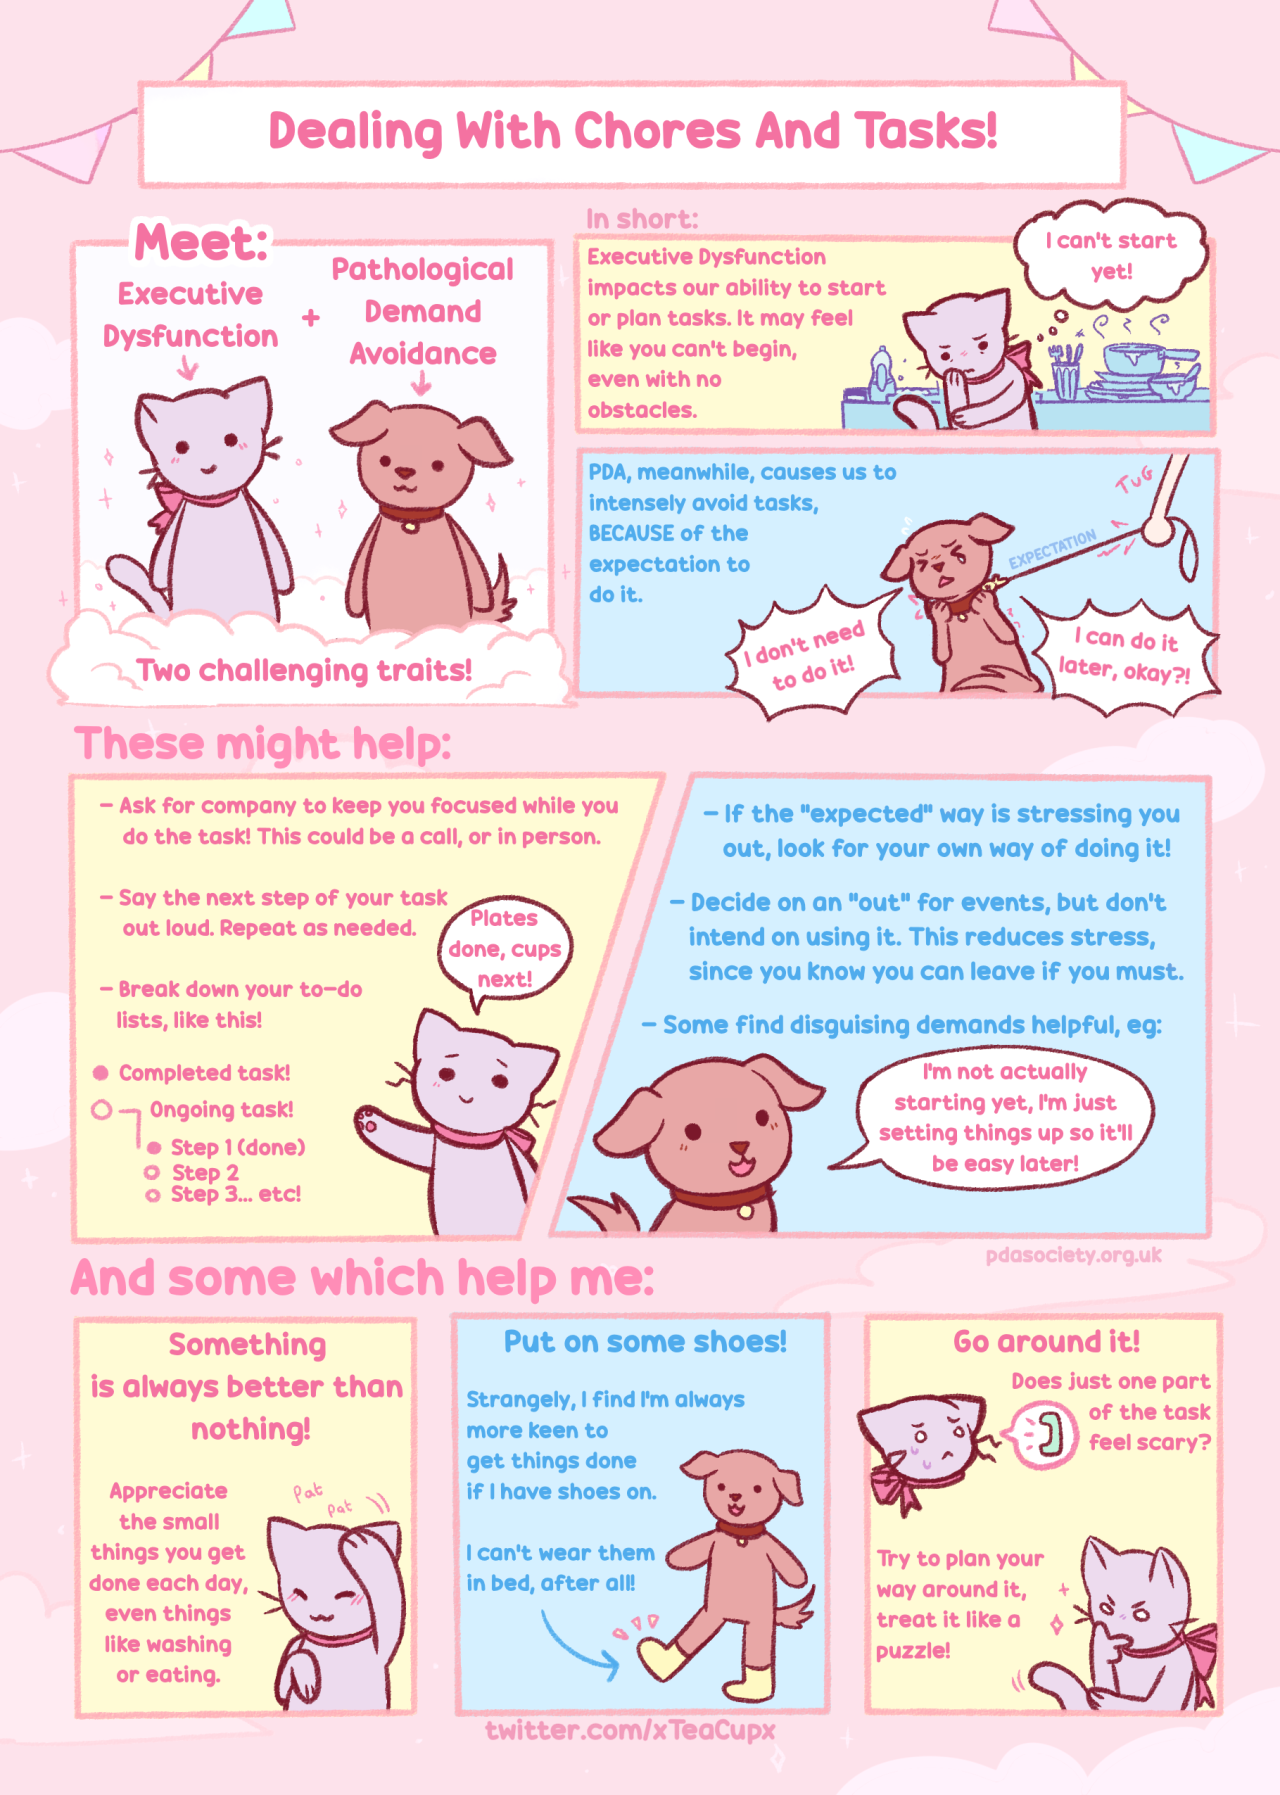 Dealing With Chores And Tasks!
Meet:
Executive
Dysfunction
+
Pathological
Demand
Avoidance
Two challenging traits!
In short:
Executive Dysfunction
impacts our ability to start
or plan tasks. It may feel
like you can't begin,
even with no
obstacles.
I can't start
yet!
PDA, meanwhile, causes us to
intensely avoid tasks,
BECAUSE of the
expectation to
do it.
TUG
EXPECTATION
I don't need
to do it!
I can do it
later, okay?!
These might help:
- Ask for company to keep you focused while you
do the task! This could be a call, or in person.
- Say the next step of your task
out loud. Repeat as needed.
Plates
done, cups
next!
- Break down your to-do
lists, like this!
Completed task!
Ongoing task!
Step 1 (done)
Step 2
Step 3... etc!
- If the "expected" way is stressing you
out, look for your own way of doing it!
- Decide on an "out" for events, but don't
intend on using it. This reduces stress,
since you know you can leave if you must.
- Some find disguising demands helpful, eg:
I'm not actually
starting yet, I'm just
setting things up so it'll
be easy later!
pdasociety.org.uk
And some which help me:
Something
is always better than
nothing!
Appreciate
the small
things you get
done each day,
even things
like washing
or eating.
Pat
Pat
Put on some shoes!
Strangely, I find I'm always
more keen to
get things done
if I have shoes on.
I can't wear them
in bed, after all!
Go around it!
Does just one part
of the task
feel scary?
Try to plan your
way around it,
treat it like a
puzzle!
twitter.com/xTeaCupx